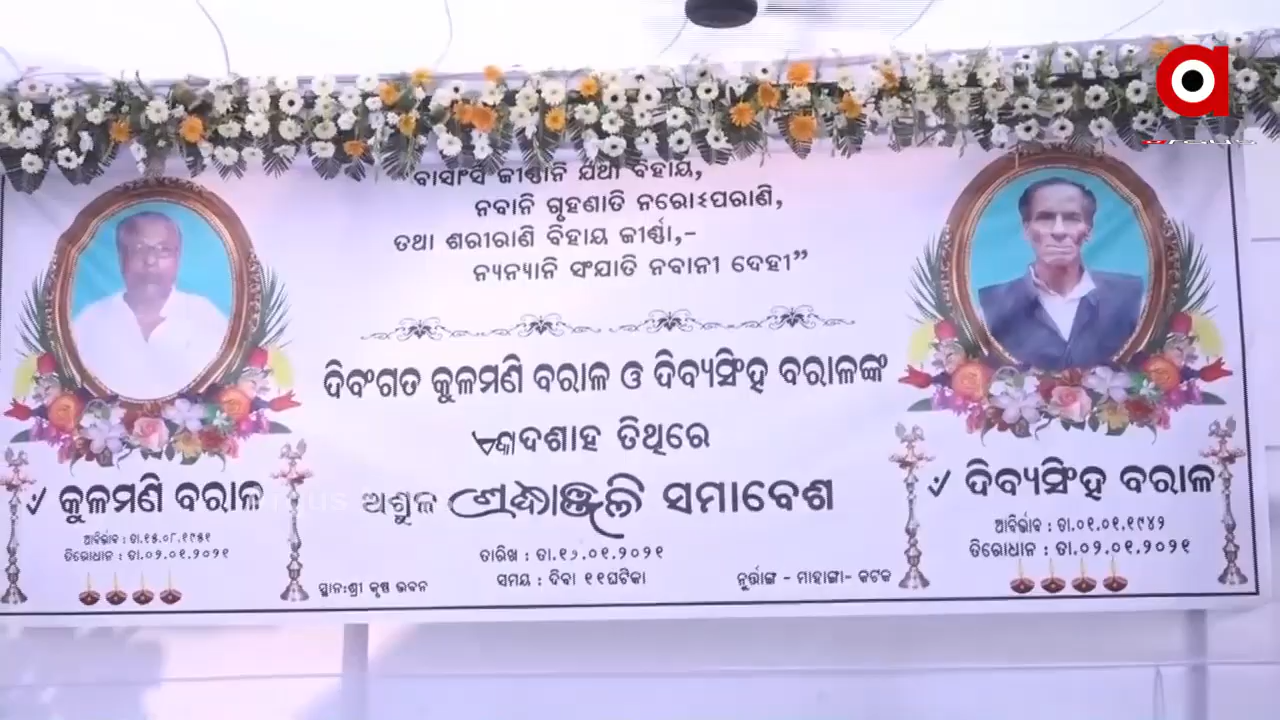 ବାସାଂସି ଜୀର୍ଣ୍ଣାନି ଯଥା ବିହାୟ,
ନବାନି ଗୃହଣାତି ନରୋଽପରାଣି,
ତଥା ଶରୀରାଣି ବିହାୟ ଜୀର୍ଣ୍ଣା,-
ନ୍ୟନ୍ୟାନି ସଂଯାତି ନବାନୀ ଦେହୀ”
ଦିବଂଗତ କୁଳମଣି ବରାଳ ଓ ଦିବ୍ୟସିଂହ ବରାଳଙ୍କ
ଏକାଦଶାହ ତିଥିରେ
ଅଶ୍ରୁଳ ଶ୍ରଦ୍ଧାଞ୍ଜଳି ସମାବେଶ
ତାରିଖ : ତା.୧୨.୦୧.୨୦୨୧
ସମୟ : ଦିବା ୧୧ଘଟିକା
ସ୍ଥାନ:ଶ୍ରୀ କୃଷ ଭବନ
ନୂର୍ତ୍ତାଙ୍ଗ - ମାହାଙ୍ଗା- କଟକ
କୁଳମଣି ବରାଳ
ଆବିର୍ଭାବ : ତା.୧୫.୦୮.୧୯୫୧
ତିରୋଧାନ : ତା.୦୨.୦୧.୨୦୨୧
ଦିବ୍ୟସିଂହ ବରାଳ
ଆବିର୍ଭାବ : ତା.୦୧.୦୧.୧୯୪୨
ତିରୋଧାନ : ତା.୦୨.୦୧.୨୦୨୧